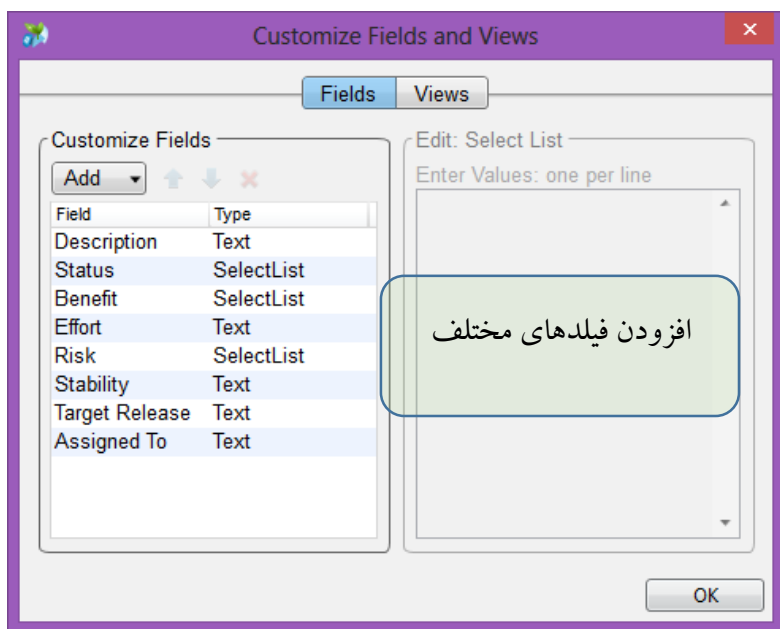 Customize Fields and Views
Fields Views
Customize Fields
Add
Field Type
Description Text
Status SelectList
Benefit SelectList
Effort Text
Risk SelectList
Stability Text
Target Release Text
Assigned To Text
Edit: Select List
Enter Values: one per line
افزودن فیلدهای مختلف
OK